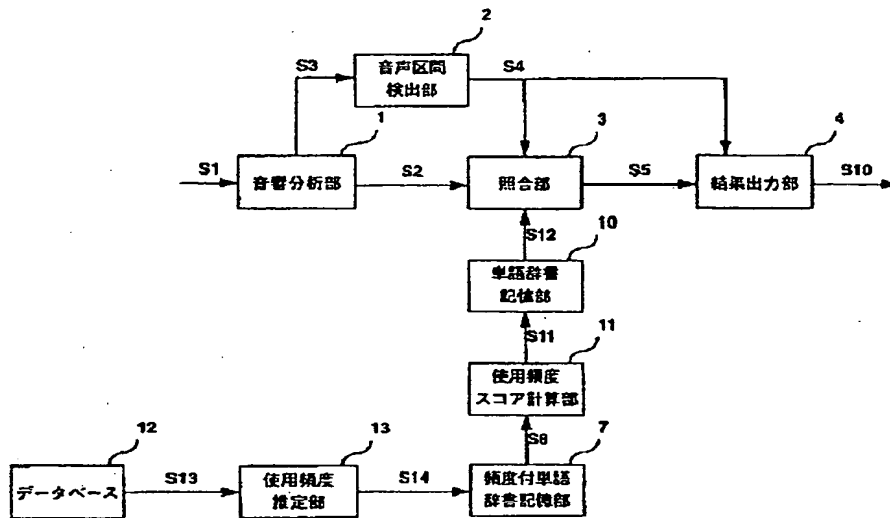 2
S3
音声区間
検出部
S4
1
3
4
S1
音響分析部
S2
照合部
S5
結果出力部
S10
S12
10
単語辞書
記憶部
S11
11
使用頻度
スコア計算部
12
13
S8
7
データベース
S13
使用頻度
推定部
S14
頻度付単語
辞書記憶部